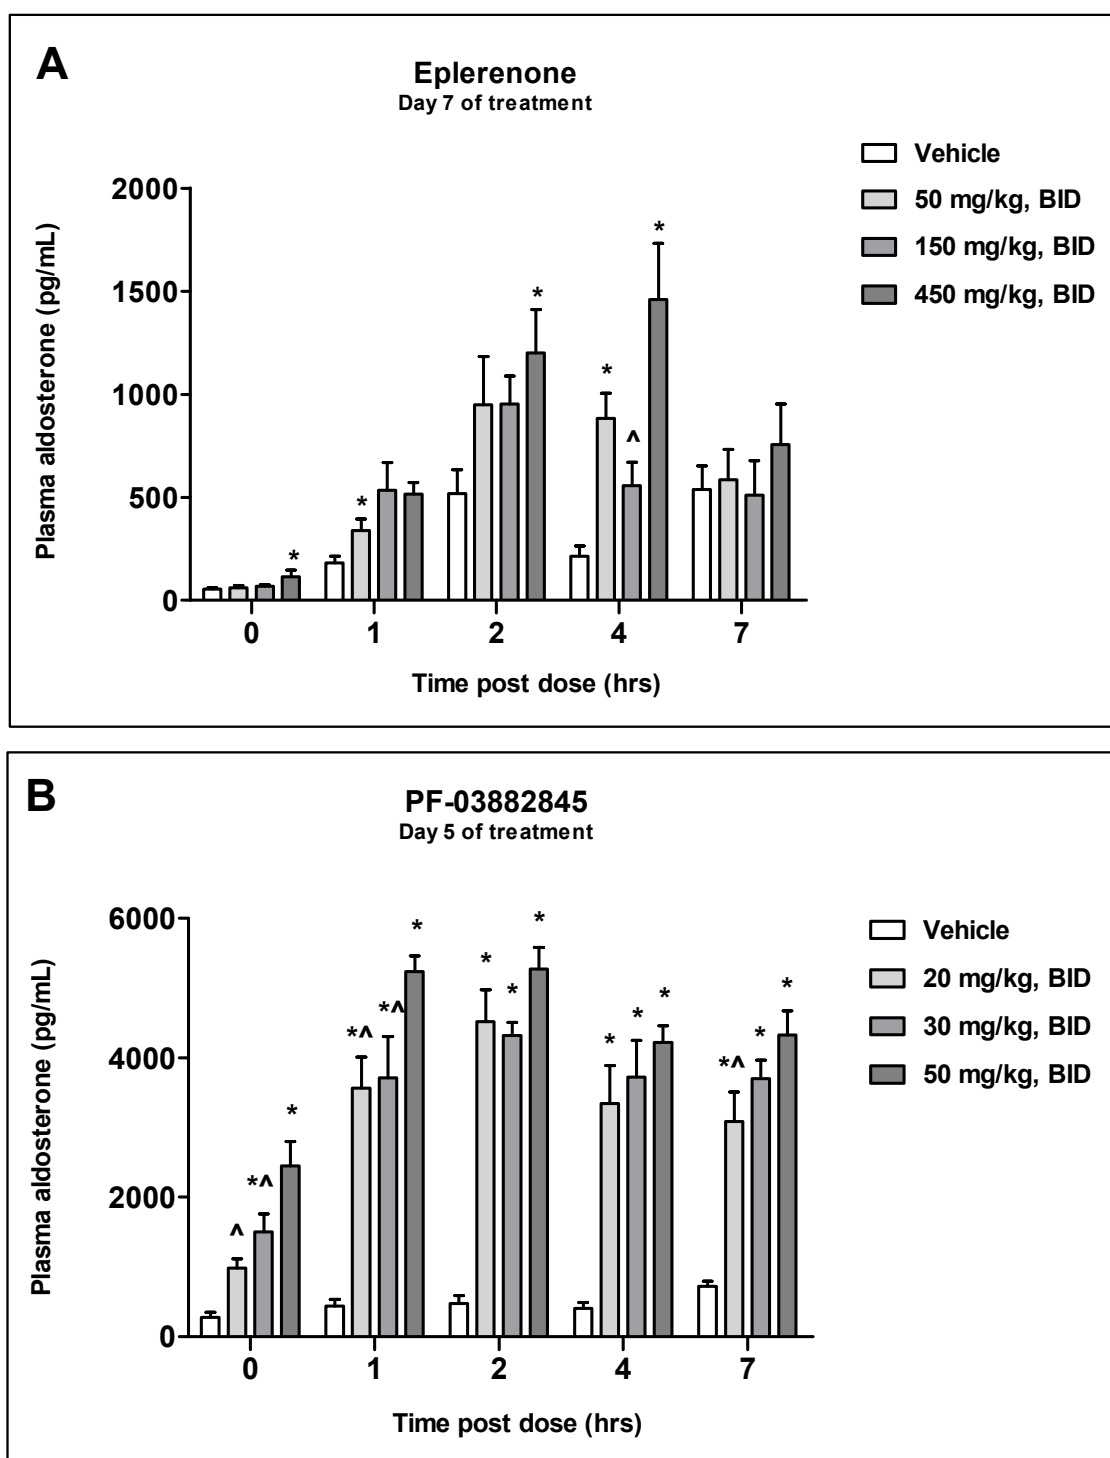 A
Eplerenone
Day 7 of treatment
Vehicle
50 mg/kg, BID
150 mg/kg, BID
450 mg/kg, BID
Plasma aldosterone (pg/mL)
2000
1500
1000
500
0
*
*
*
*
^
*
0 1 2 4 7
Time post dose (hrs)
B
PF-03882845
Day 5 of treatment
Vehicle
20 mg/kg, BID
30 mg/kg, BID
50 mg/kg, BID
Plasma aldosterone (pg/mL)
6000
4000
2000
0
^
*^
*
*^
*^
*
*
*
*
*
*
*
*^
*
*
0 1 2 4 7
Time post dose (hrs)